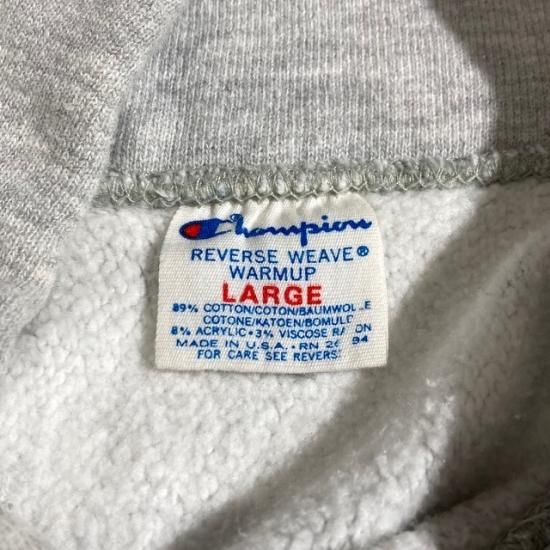 Champion
REVERSE WEAVE®
WARMUP
LARGE
89% COTTON/COTON/BAUMWOLLE
COTONE/KATOEN/BOMULD
8% ACRYLIC • 3% VISCOSE
MADE IN U.S.A. • RN
FOR CARE SEE